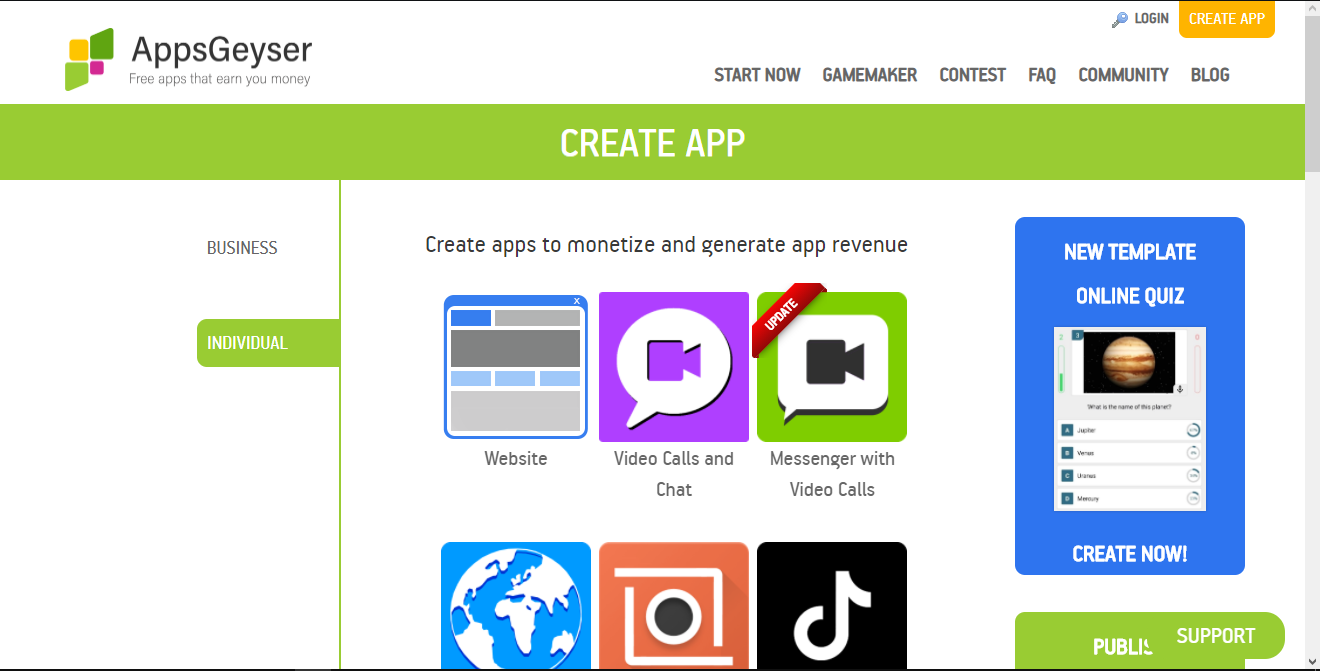 LOGIN
CREATE APP
AppsGeyser
Free apps that earn you money
START NOW GAMEMAKER CONTEST FAQ COMMUNITY BLOG
CREATE APP
BUSINESS
INDIVIDUAL
Create apps to monetize and generate app revenue
X
UPDATE
Website
Video Calls and
Chat
Messenger with
Video Calls
NEW TEMPLATE
ONLINE QUIZ
What is the name of this planet?
A Jupiter
B Venus
C Uranus
D Mercury
CREATE NOW!
SUPPORT